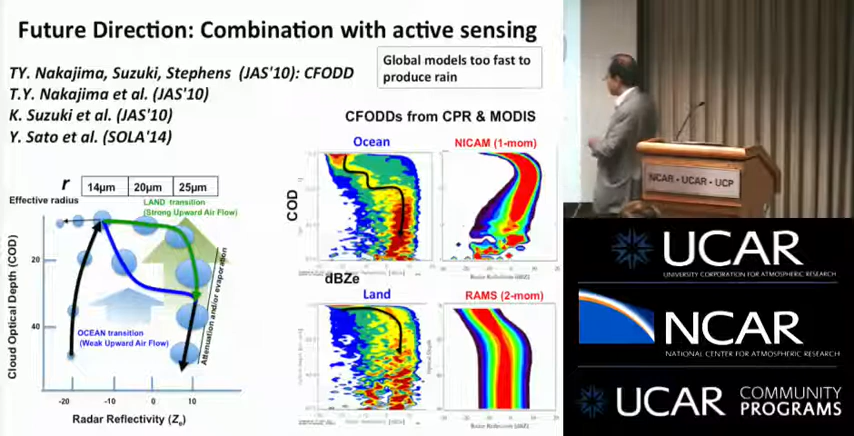 Future Direction: Combination with active sensing
TY. Nakajima, Suzuki, Stephens (JAS'10): CFODD
T.Y. Nakajima et al. (JAS'10)
K. Suzuki et al. (JAS'10)
Y. Sato et al. (SOLA'14)
Global models too fast to
produce rain
CFODDs from CPR & MODIS
Ocean
NICAM (1-mom)
COD
dBZe
Land
RAMS (2-mom)
r
14µm 20µm 25µm
Effective radius
LAND transition
(Strong Upward Air Flow)
Cloud Optical Depth (COD)
20
40
OCEAN transition
(Weak Upward Air Flow)
Attenuation and/or evaporation
-20 -10 0 10
Radar Reflectivity (Ze)
NCAR - UCAR - UCP
UCAR
UNIVERSITY CORPORATION FOR ATMOSPHERIC RESEARCH
NCAR
NATIONAL CENTER FOR ATMOSPHERIC RESEARCH
UCAR COMMUNITY
PROGRAMS